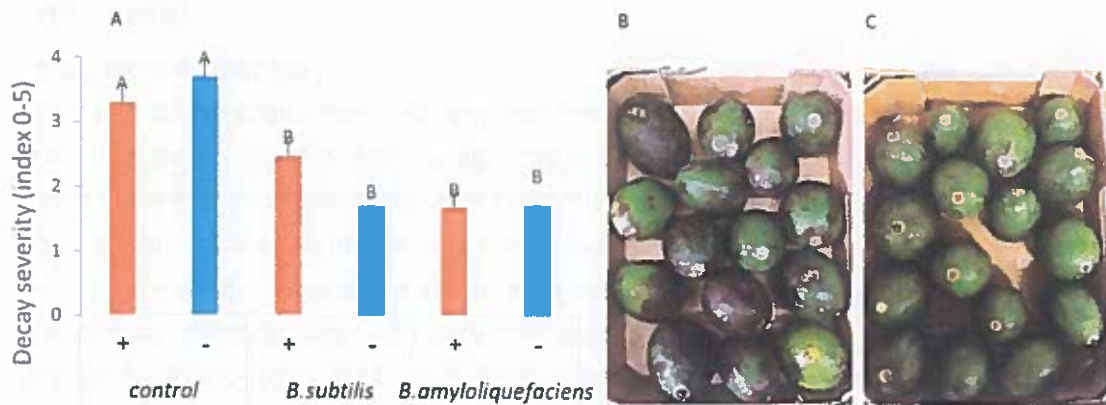 A
B
C
Decay severity (index 0-5)
4
3
2
1
0
A
A
B
B
B
B
+
-
+
-
+
-
control
B.subtilis
B.amyloliquefaciens